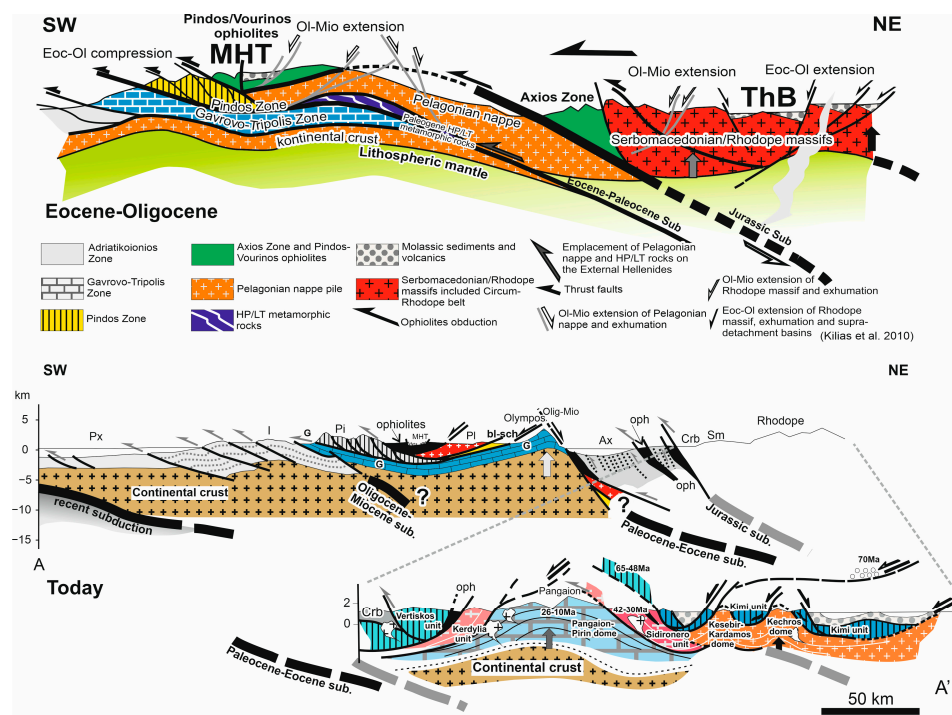 SW
Pindos/Vourinos
ophiolites
Ol-Mio extension
NE
MHT
Eoc-Ol compression
Ol-Mio extension
Eoc-Ol extension
Axios Zone
ThB
Pindos Zone
Pelagonian nappe
Gavrovo-Tripolis Zone
Paleogene HP/LT
metamorphic rocks
Serbomacedonian/Rhodope massifs
kontinental crust
Lithospheric mantle
Eocene-Paleocene Sub
Jurassic Sub
Eocene-Oligocene
Adriatikoionios
Zone
Axios Zone and Pindos-
Vourinos ophiolites
Molassic sediments and
volcanics
Emplacement of Pelagonian
nappe and HP/LT rocks on
the External Hellenides
Ol-Mio extension of
Rhodope massif and exhumation
Gavrovo-Tripolis
Zone
Pelagonian nappe pile
Serbomacedonian/Rhodope
massifs included Circum-
Rhodope belt
Thrust faults
Pindos Zone
HP/LT metamorphic
rocks
Ophiolites obduction
Ol-Mio extension of Pelagonian
nappe and exhumation
Eoc-Ol extension of Rhodope
massif, exhumation and supra-
detachment basins
(Kilias et al. 2010)
SW
NE
km
5
0
−5
−10
−15
Px
I
G
Pi
ophiolites
MHT
Pl
bl-sch
Olympos
Olig-Mio
G
G
Ax
oph
Crb
Sm
Rhodope
oph
Continental crust
?
Oligocene-
Miocene sub.
?
recent subduction
Jurassic sub.
Paleocene-Eocene sub.
A
Today
70Ma
65-48Ma
oph
Pangaion
2
0
Crb
Vertiskos
unit
Kerdylia
unit
26-10Ma
Pangaion-
Pirin dome
42-30Ma
Sidironero
unit
Kimi unit
Kesebir-
Kardamos
dome
Kechros
dome
Kimi unit
Continental crust
Paleocene-Eocene sub.
A'
50 km